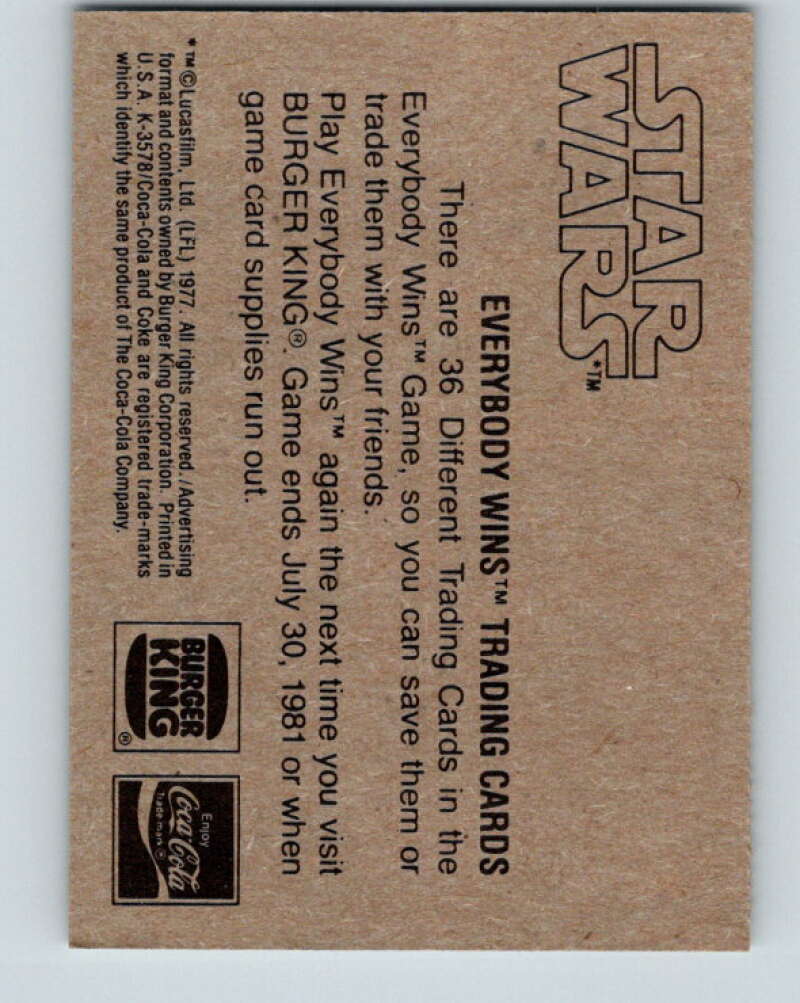 STAR
WARS*™
EVERYBODY WINS™ TRADING CARDS
There are 36 Different Trading Cards in the
Everybody Wins™ Game, so you can save them or
trade them with your friends.
Play Everybody Wins™ again the next time you visit
BURGER KING®. Game ends July 30, 1981 or when
game card supplies run out.
*™©Lucasfilm, Ltd. (LFL) 1977. All rights reserved./Advertising
format and contents owned by Burger King Corporation. Printed in
U.S.A. K-3578/Coca-Cola and Coke are registered trade-marks
which identify the same product of The Coca-Cola Company.
BURGER
KING®
Enjoy
Coca-Cola
Trade-mark®